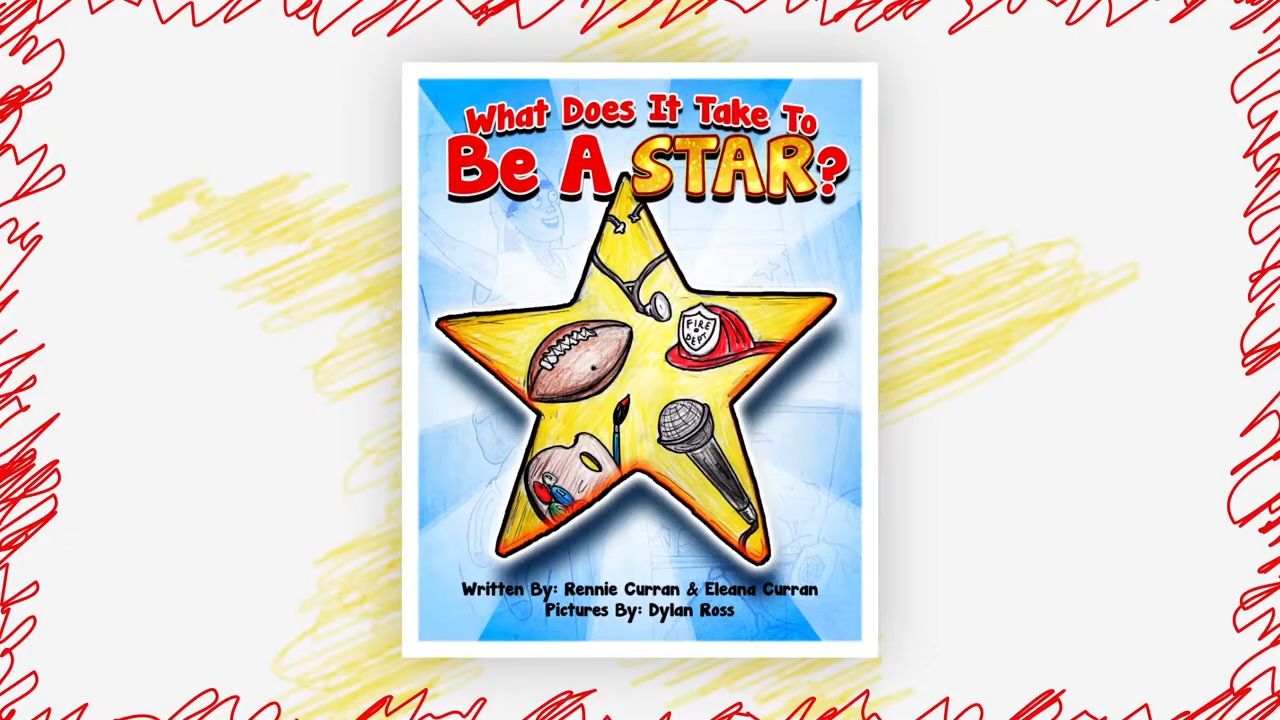 What Does It Take To
Be A STAR?
FIRE
DEPT.
Written By: Rennie Curran & Eleana Curran
Pictures By: Dylan Ross